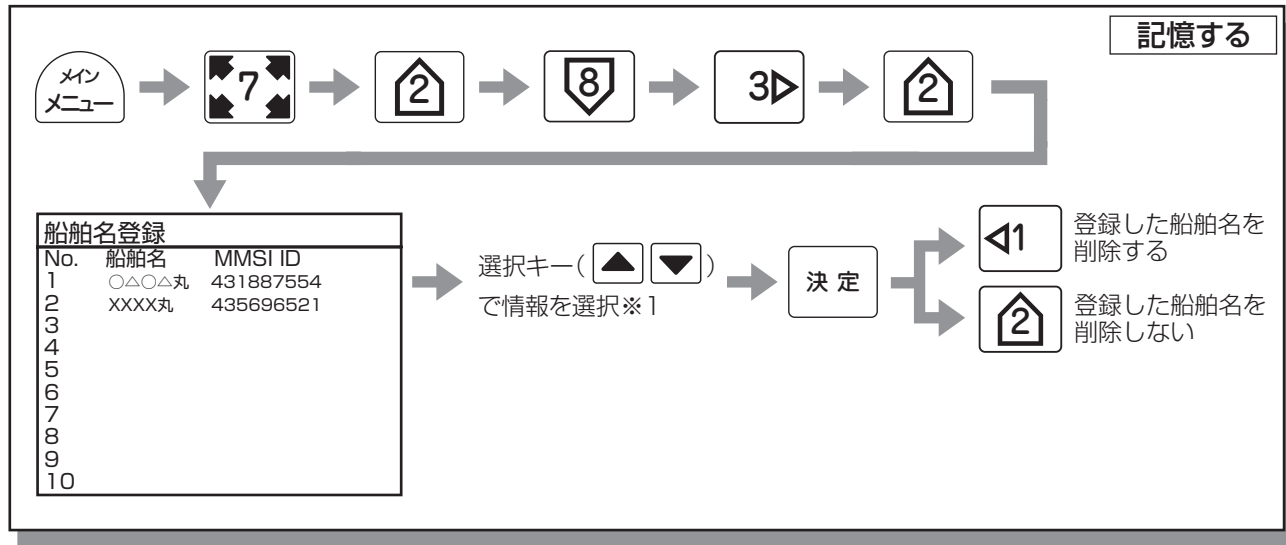 記憶する
メイン
メニュー
7
2
8
3
2
船舶名登録
No. 船舶名 MMSI ID
1 ○△○△丸 431887554
2 XXXX丸 435696521
3
4
5
6
7
8
9
10
選択キー(▲▼)
で情報を選択※1
決定
1
登録した船舶名を
削除する
2
登録した船舶名を
削除しない